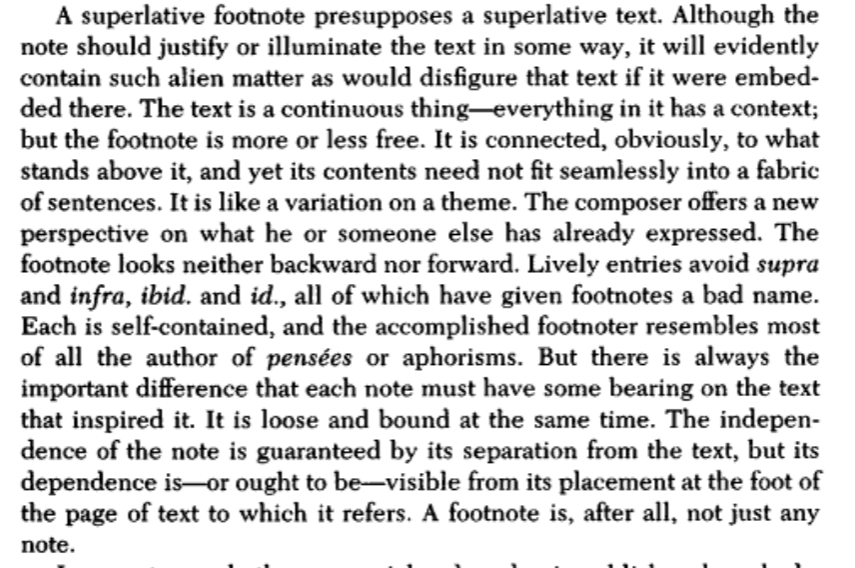 A superlative footnote presupposes a superlative text. Although the
note should justify or illuminate the text in some way, it will evidently
contain such alien matter as would disfigure that text if it were embed-
ded there. The text is a continuous thing—everything in it has a context;
but the footnote is more or less free. It is connected, obviously, to what
stands above it, and yet its contents need not fit seamlessly into a fabric
of sentences. It is like a variation on a theme. The composer offers a new
perspective on what he or someone else has already expressed. The
footnote looks neither backward nor forward. Lively entries avoid supra
and infra, ibid. and id., all of which have given footnotes a bad name.
Each is self-contained, and the accomplished footnoter resembles most
of all the author of pensées or aphorisms. But there is always the
important difference that each note must have some bearing on the text
that inspired it. It is loose and bound at the same time. The indepen-
dence of the note is guaranteed by its separation from the text, but its
dependence is—or ought to be—visible from its placement at the foot of
the page of text to which it refers. A footnote is, after all, not just any
note.